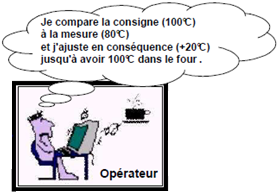 Je compare la consigne (100℃)
à la mesure (80℃)
et j'ajuste en conséquence (+20℃)
jusqu'à avoir 100℃ dans le four .
Opérateur